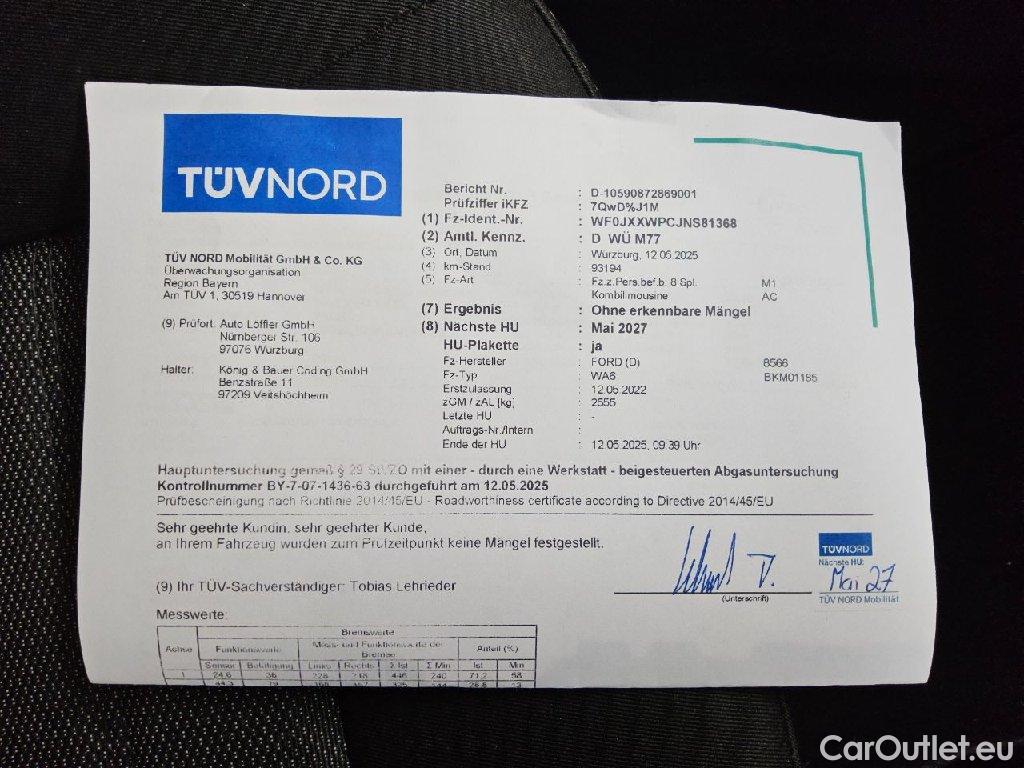 TÜVNORD
Bericht Nr. : D-10590872869001
Prüfziffer iKFZ : 7QwD%J1M
(1) Fz-Ident.-Nr. : WF0JXXWPCJNS81368
(2) Amtl. Kennz. : D WÜ M77
(3) Ort, Datum : Würzburg, 12.05.2025
(4) km-Stand : 93194
(5) Fz-Art : Fz.z.Pers.bef.b. 8 Spl. M1
Kombilimousine AC
(7) Ergebnis : Ohne erkennbare Mängel
(8) Nächste HU : Mai 2027
HU-Plakette : ja
Fz-Hersteller : FORD (D) 8566
Fz-Typ : WA6 BKM01185
Erstzulassung : 12.05.2022
zGM / zAL [kg] : 2555
Letzte HU : -
Auftrags-Nr./Intern :
Ende der HU : 12.05.2025, 09:39 Uhr
TÜV NORD Mobilität GmbH & Co. KG
Überwachungsorganisation
Region Bayern
Am TÜV 1, 30519 Hannover
(9) Prüfort: Auto Löffler GmbH
Nürnberger Str. 106
97076 Würzburg
Halter: König & Bauer Coding GmbH
Benzstraße 11
97209 Veitshöchheim
Hauptuntersuchung gemäß § 29 StVZO mit einer - durch eine Werkstatt - beigesteuerten Abgasuntersuchung
Kontrollnummer BY-7-07-1436-63 durchgeführt am 12.05.2025
Prüfbescheinigung nach Richtlinie 2014/45/EU - Roadworthiness certificate according to Directive 2014/45/EU
Sehr geehrte Kundin, sehr geehrter Kunde,
an Ihrem Fahrzeug wurden zum Prüfzeitpunkt keine Mängel festgestellt.
(9) Ihr TÜV-Sachverständiger: Tobias Lehrieder
(Unterschrift)
TÜVNORD
Nächste HU:
Mai 27
TÜV NORD Mobilität
Messwerte:
Bremswerte
Achse Funktionswerte Mess- und Funktionswerte der Bremse Anteil (%)
Sensor Betätigung Links Rechts Σ Ist Σ Min Ist Min
1 24.6 36 228 218 446 240 71.2 58
CarOutlet.eu